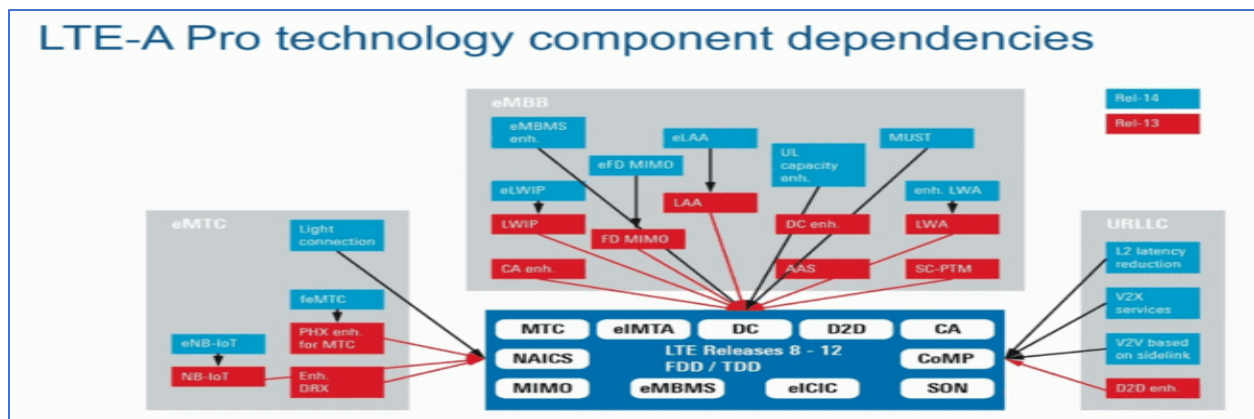 LTE-A Pro technology component dependencies
eMBB
Rel-14
Rel-13
eMBMS
enh.
eFD MIMO
eLAA
UL
capacity
enh.
MUST
eLWIP
enh. LWA
LWIP
FD MIMO
LAA
DC enh.
LWA
CA enh.
AAS
SC-PTM
eMTC
Light
connection
feMTC
PHX enh.
for MTC
eNB-IoT
NB-IoT
Enh.
DRX
URLLC
L2 latency
reduction
V2X
services
V2V based
on sidelink
D2D enh.
MTC
eIMTA
DC
D2D
CA
NAICS
LTE Releases 8 - 12
FDD / TDD
CoMP
MIMO
eMBMS
eICIC
SON